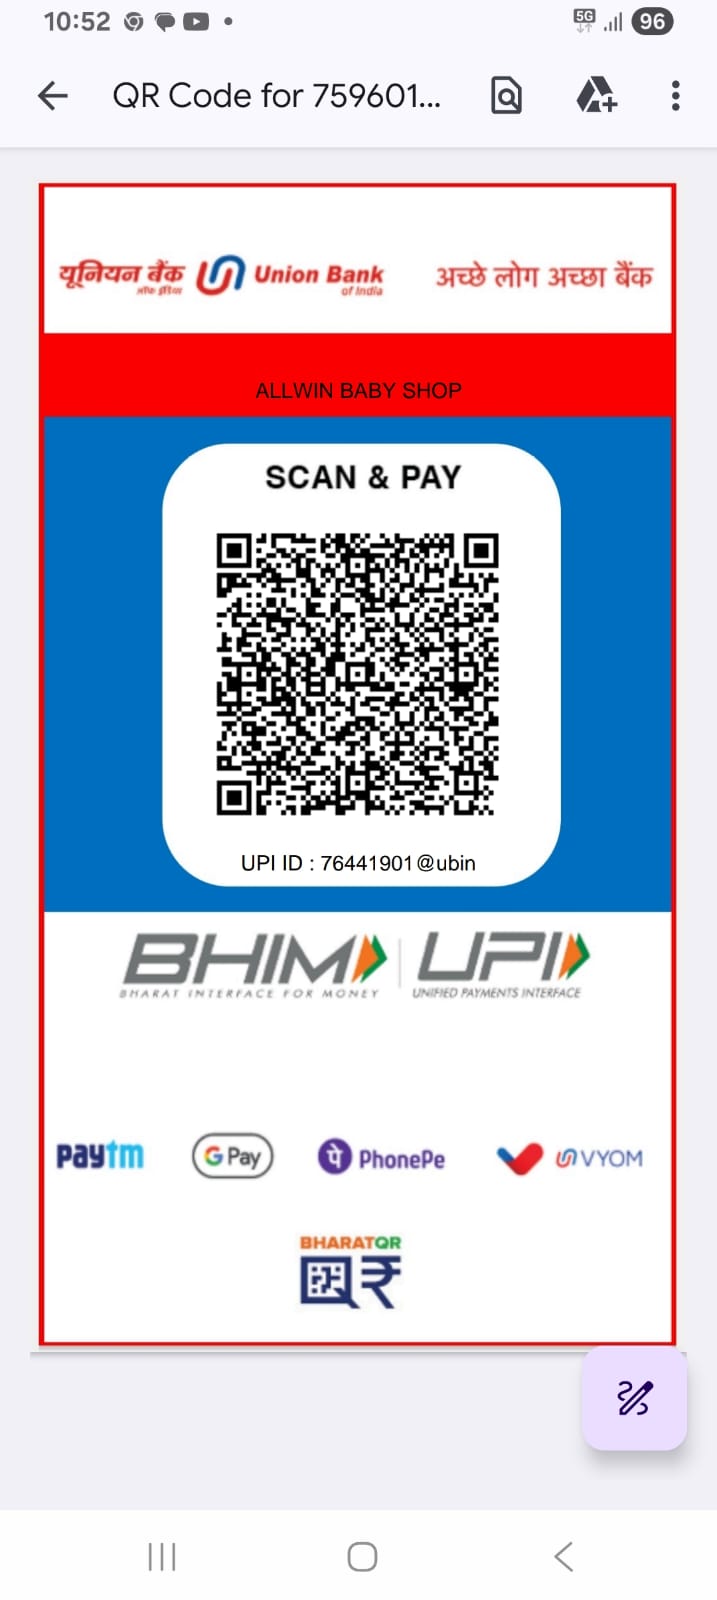 10:52
5G
96
QR Code for 759601...
यूनियन बैंक
ऑफ इंडिया
Union Bank
of India
अच्छे लोग अच्छा बैंक
ALLWIN BABY SHOP
SCAN & PAY
UPI ID : 76441901@ubin
BHIM
BHARAT INTERFACE FOR MONEY
UPI
UNIFIED PAYMENTS INTERFACE
paytm
G Pay
पे PhonePe
VYOM
BHARATQR
₹